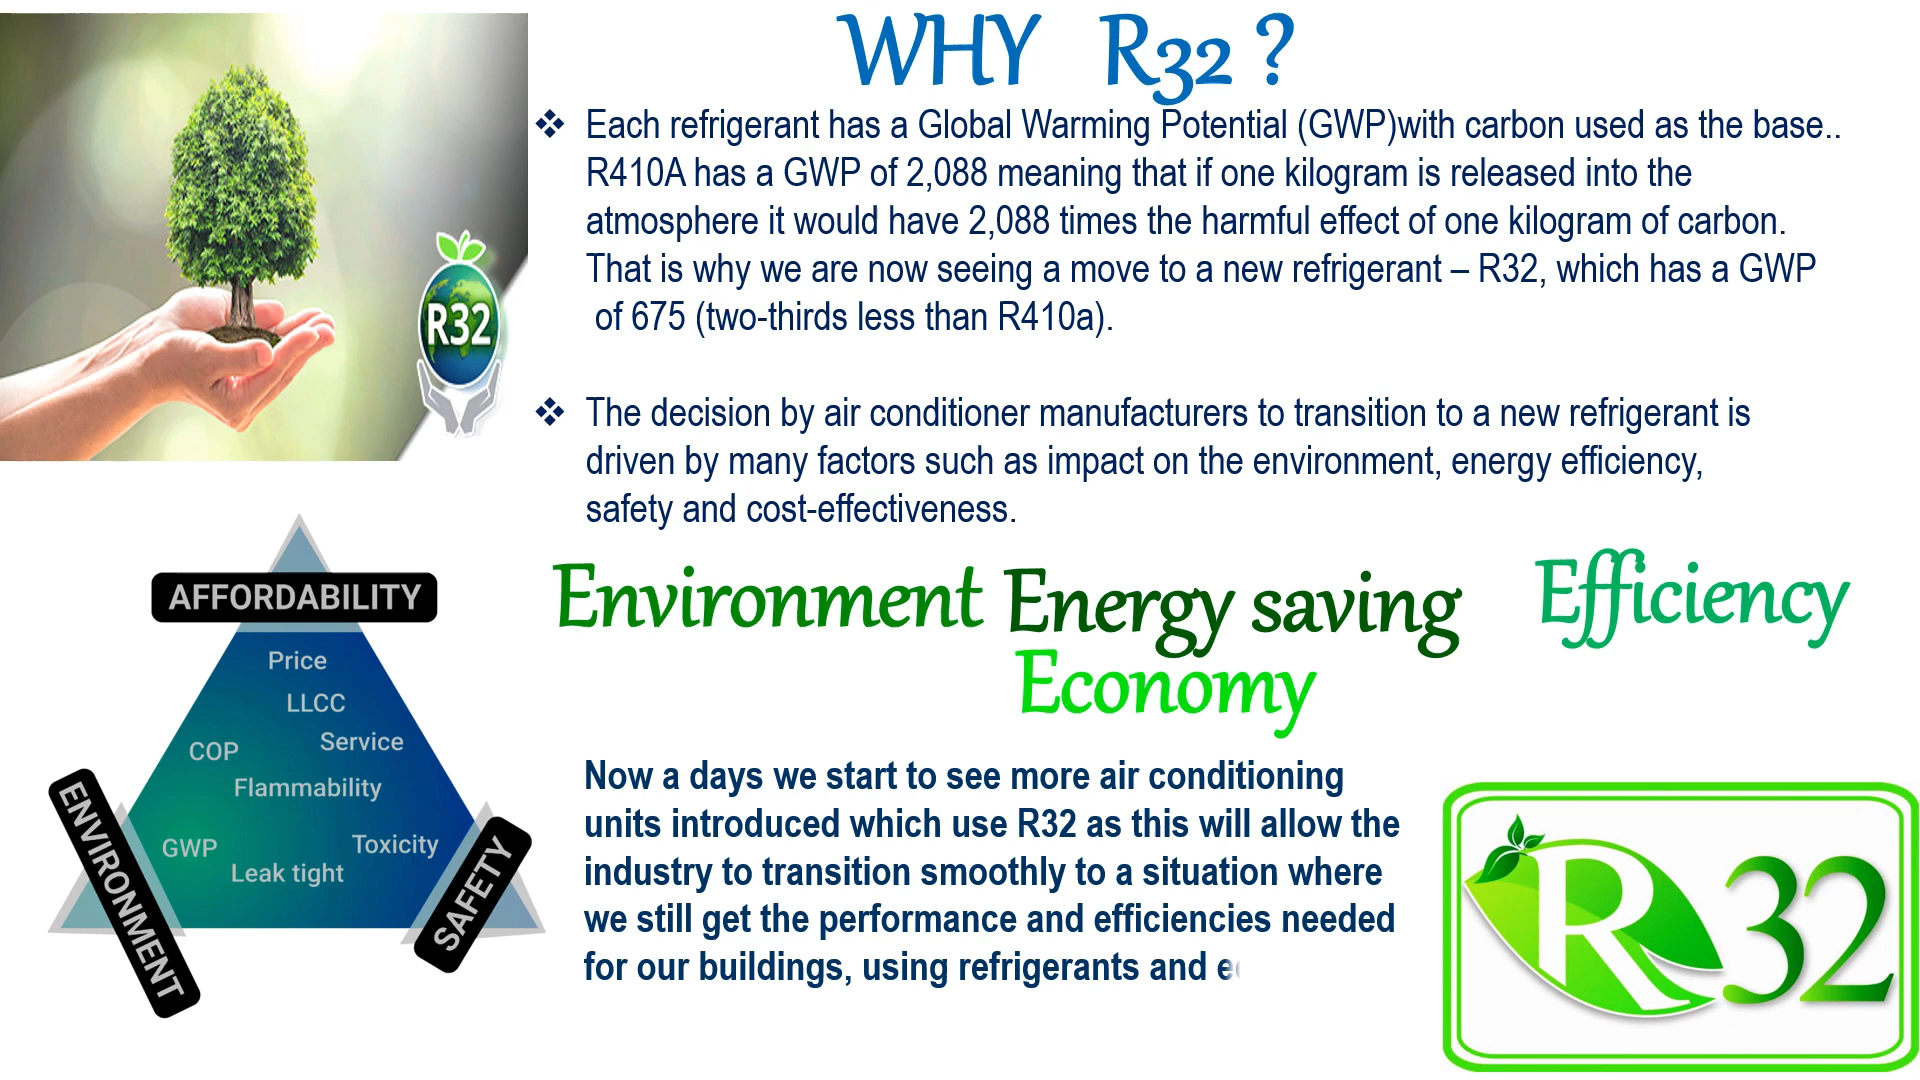 WHY R32 ?
❖ Each refrigerant has a Global Warming Potential (GWP)with carbon used as the base..
R410A has a GWP of 2,088 meaning that if one kilogram is released into the
atmosphere it would have 2,088 times the harmful effect of one kilogram of carbon.
That is why we are now seeing a move to a new refrigerant – R32, which has a GWP
of 675 (two-thirds less than R410a).
R32
❖ The decision by air conditioner manufacturers to transition to a new refrigerant is
driven by many factors such as impact on the environment, energy efficiency,
safety and cost-effectiveness.
Environment Energy saving Efficiency
Economy
AFFORDABILITY
Price
LLCC
COP Service
Flammability
GWP Toxicity
Leak tight
ENVIRONMENT
SAFETY
Now a days we start to see more air conditioning
units introduced which use R32 as this will allow the
industry to transition smoothly to a situation where
we still get the performance and efficiencies needed
for our buildings, using refrigerants and
R32